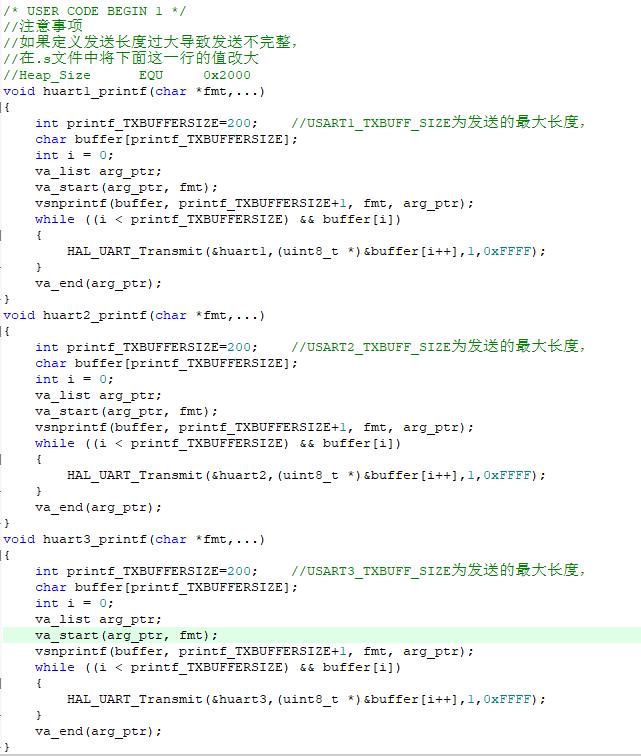 /* USER CODE BEGIN 1 */
//注意事项
//如果定义发送长度过大导致发送不完整,
//在.s文件中将下面这一行的值改大
//Heap_Size      EQU     0x2000
void huart1_printf(char *fmt,...)
{
    int printf_TXBUFFERSIZE=200;    //USART1_TXBUFF_SIZE为发送的最大长度,
    char buffer[printf_TXBUFFERSIZE];
    int i = 0;
    va_list arg_ptr;
    va_start(arg_ptr, fmt);
    vsnprintf(buffer, printf_TXBUFFERSIZE+1, fmt, arg_ptr);
    while ((i < printf_TXBUFFERSIZE) && buffer[i])
    {
        HAL_UART_Transmit(&huart1,(uint8_t *)&buffer[i++],1,0xFFFF);
    }
    va_end(arg_ptr);
}
void huart2_printf(char *fmt,...)
{
    int printf_TXBUFFERSIZE=200;    //USART2_TXBUFF_SIZE为发送的最大长度,
    char buffer[printf_TXBUFFERSIZE];
    int i = 0;
    va_list arg_ptr;
    va_start(arg_ptr, fmt);
    vsnprintf(buffer, printf_TXBUFFERSIZE+1, fmt, arg_ptr);
    while ((i < printf_TXBUFFERSIZE) && buffer[i])
    {
        HAL_UART_Transmit(&huart2,(uint8_t *)&buffer[i++],1,0xFFFF);
    }
    va_end(arg_ptr);
}
void huart3_printf(char *fmt,...)
{
    int printf_TXBUFFERSIZE=200;    //USART3_TXBUFF_SIZE为发送的最大长度,
    char buffer[printf_TXBUFFERSIZE];
    int i = 0;
    va_list arg_ptr;
    va_start(arg_ptr, fmt);
    vsnprintf(buffer, printf_TXBUFFERSIZE+1, fmt, arg_ptr);
    while ((i < printf_TXBUFFERSIZE) && buffer[i])
    {
        HAL_UART_Transmit(&huart3,(uint8_t *)&buffer[i++],1,0xFFFF);
    }
    va_end(arg_ptr);
}